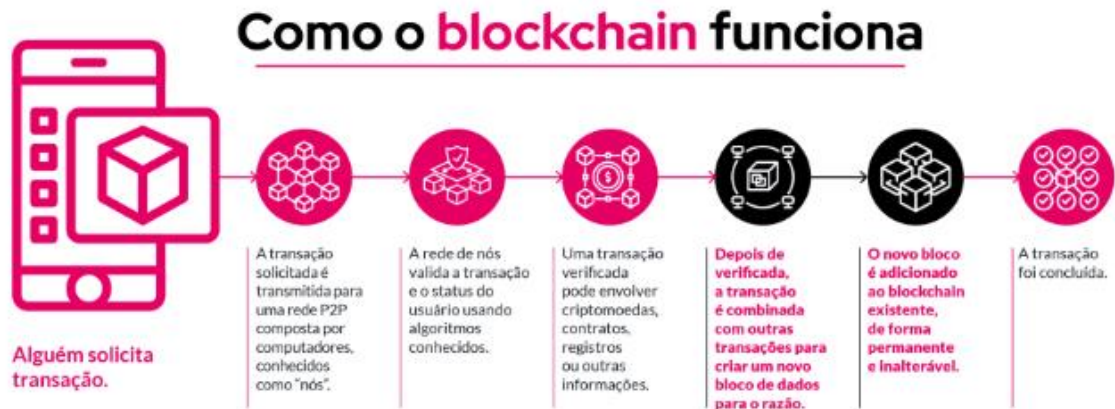 Como o blockchain funciona
Alguém solicita
transação.
A transação
solicitada é
transmitida para
uma rede P2P
composta por
computadores,
conhecidos
como "nós".
A rede de nós
valida a transação
e o status do
usuário usando
algoritmos
conhecidos.
Uma transação
verificada
pode envolver
criptomoedas,
contratos,
registros
ou outras
informações.
Depois de
verificada,
a transação
é combinada
com outras
transações para
criar um novo
bloco de dados
para o razão.
O novo bloco
é adicionado
ao blockchain
existente,
de forma
permanente
e inalterável.
A transação
foi concluída.